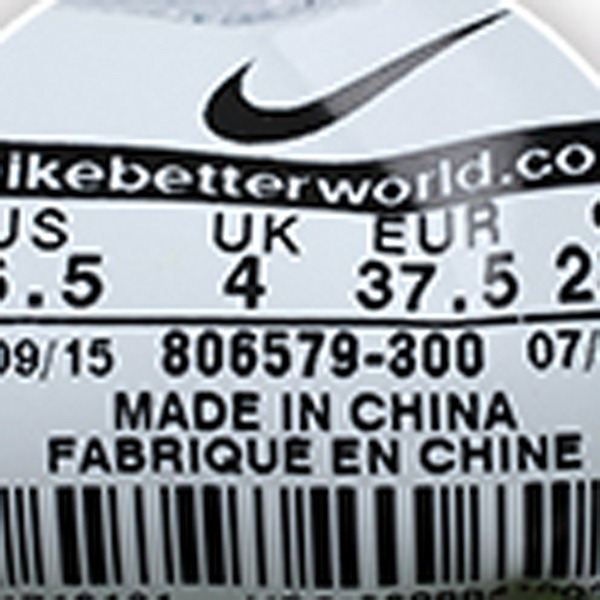 ikebetterworld.co
US UK EUR
.5 4 37.5 2
09/15 806579-300 07/
MADE IN CHINA
FABRIQUE EN CHINE